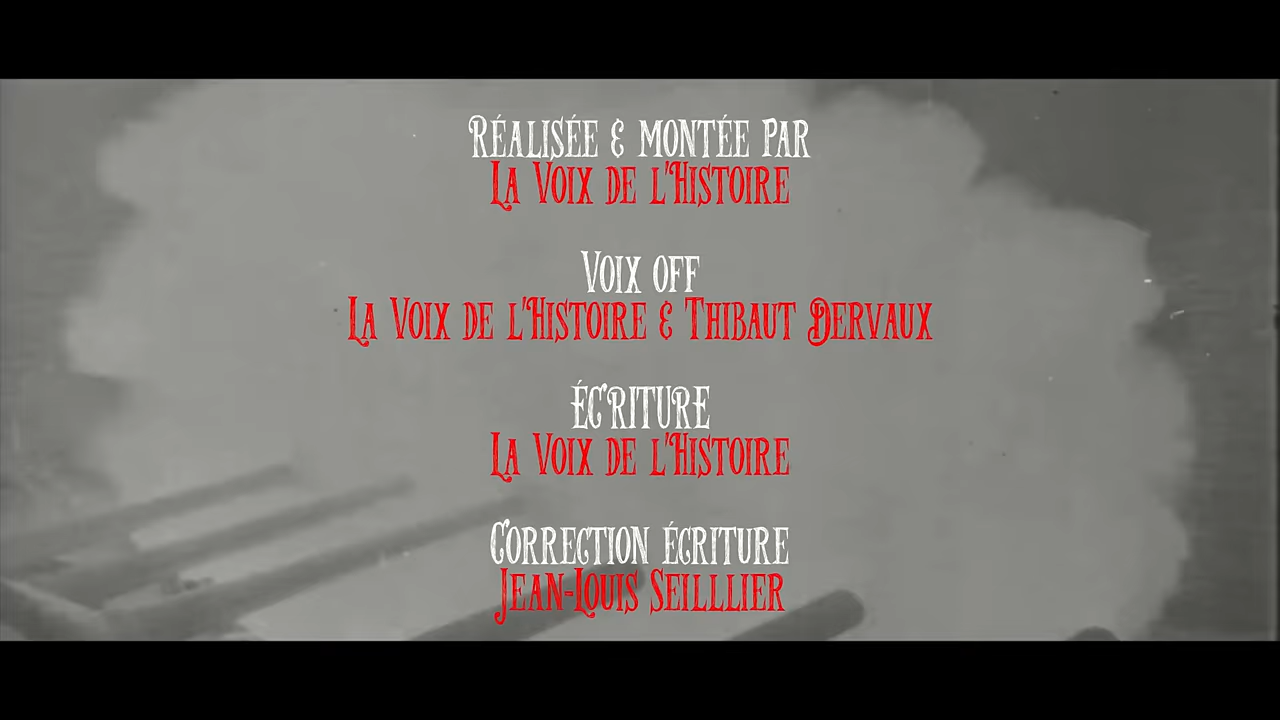 Réalisée & montée par
La Voix de l'Histoire
Voix off
La Voix de l'Histoire & Thibaut Dervaux
Écriture
La Voix de l'Histoire
Correction écriture
Jean-Louis Seilllier